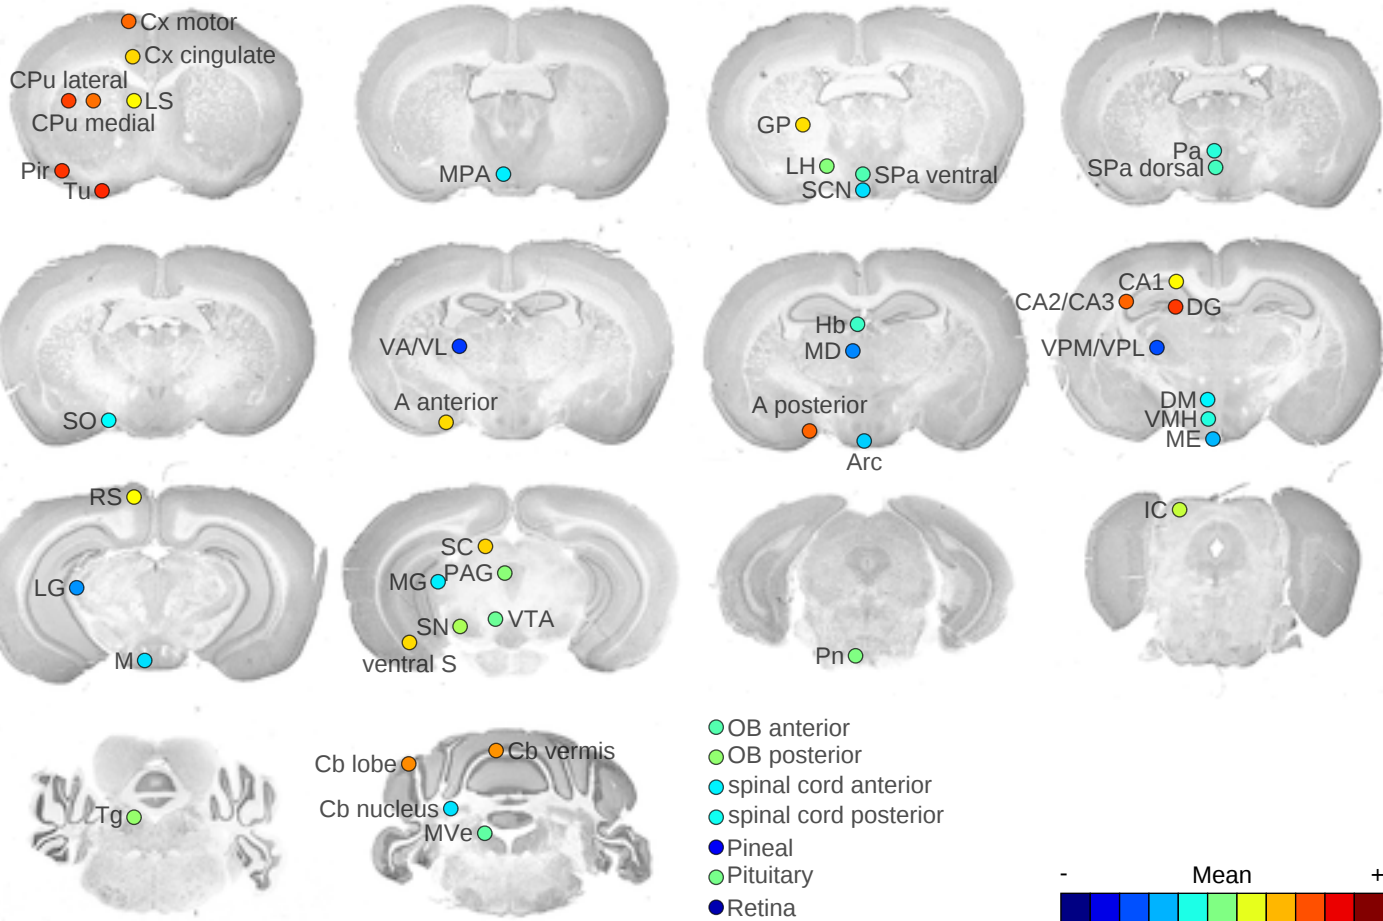 Cx motor
Cx cingulate
CPu lateral
LS
CPu medial
Pir
Tu
MPA
GP
LH
SPa ventral
SCN
Pa
SPa dorsal
SO
VA/VL
A anterior
Hb
MD
A posterior
Arc
CA1
CA2/CA3
DG
VPM/VPL
DM
VMH
ME
RS
LG
M
SC
MG
PAG
SN
VTA
ventral S
Pn
IC
Tg
Cb lobe
Cb vermis
Cb nucleus
MVe
OB anterior
OB posterior
spinal cord anterior
spinal cord posterior
Pineal
Pituitary
Retina
- Mean +